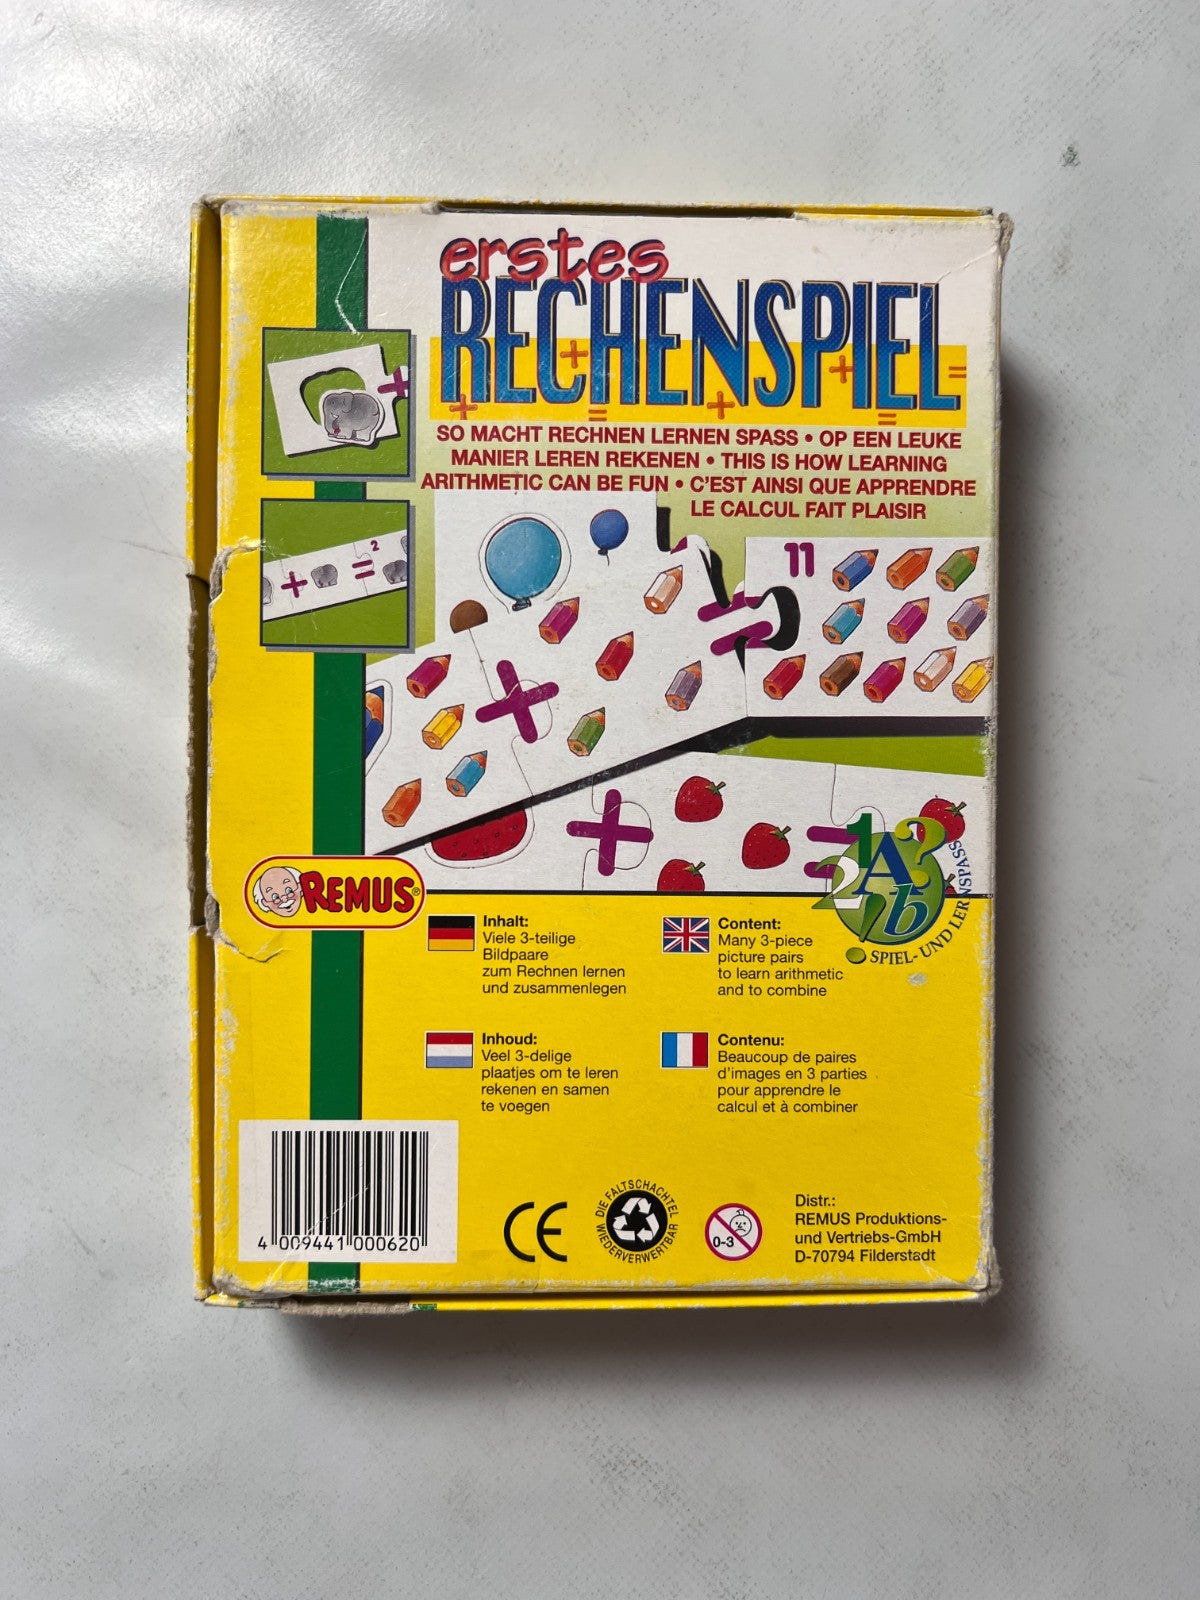 erstes
RECHENSPIEL
SO MACHT RECHNEN LERNEN SPASS • OP EEN LEUKE
MANIER LEREN REKENEN • THIS IS HOW LEARNING
ARITHMETIC CAN BE FUN • C'EST AINSI QUE APPRENDRE
LE CALCUL FAIT PLAISIR
+
+ = 2
11
+ =
+ =
REMUS®
1 2 A b ?
SPIEL- UND LERNSPASS
Inhalt:
Viele 3-teilige
Bildpaare
zum Rechnen lernen
und zusammenlegen
Content:
Many 3-piece
picture pairs
to learn arithmetic
and to combine
Inhoud:
Veel 3-delige
plaatjes om te leren
rekenen en samen
te voegen
Contenu:
Beaucoup de paires
d'images en 3 parties
pour apprendre le
calcul et à combiner
4 009441 000620
CE
DIE FALTSCHACHTEL
WIEDERVERWERTBAR
0-3
Distr.:
REMUS Produktions-
und Vertriebs-GmbH
D-70794 Filderstadt